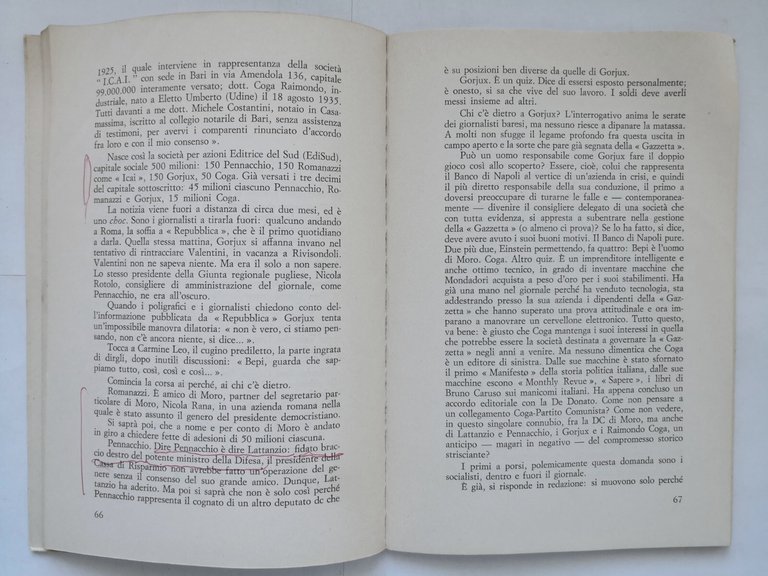 1925, il quale interviene in rappresentanza della società
" I.C.A.I. " con sede in Bari in via Amendola 136, capitale
99.000.000 interamente versato; dott. Coga Raimondo, in-
dustriale, nato a Eletto Umberto (Udine) il 18 agosto 1935.
Tutti davanti a me dott. Michele Costantini, notaio in Casa-
massima, iscritto al collegio notarile di Bari, senza assistenza
di testimoni, per avervi i comparenti rinunciato d'accordo
fra loro e con il mio consenso ».
Nasce così la società per azioni Editrice del Sud (EdiSud),
capitale sociale 500 milioni: 150 Pennacchio, 150 Romanazzi
come « Icai », 150 Gorjux, 50 Coga. Già versati i tre decimi
del capitale sottoscritto: 45 milioni ciascuno Pennacchio, Ro-
manazzi e Gorjux, 15 milioni Coga.
La notizia viene fuori a distanza di circa due mesi, ed è
uno choc. Sono i giornalisti a tirarla fuori: qualcuno andando
a Roma, la soffia a « Repubblica », che è il primo quotidiano
a darla. Quella stessa mattina, Gorjux si affanna invano nel
tentativo di rintracciare Valentini, in vacanza a Rivisondoli.
Valentini non ne sapeva niente. Ma era il solo a non sapere.
Lo stesso presidente della Giunta regionale pugliese, Nicola
Rotolo, consigliere di amministrazione del giornale, come
Pennacchio, ne era all'oscuro.
Quando i poligrafici e i giornalisti chiedono conto del-
l'informazione pubblicata da « Repubblica » Gorjux tenta
un'impossibile manovra dilatoria: « non è vero, ci stiamo pen-
sando, non c'è ancora niente, si dice... ».
Tocca a Carmine Leo, il cugino prediletto, la parte ingrata
di dirgli, dopo inutili discussioni: « Bepi, guarda che sap-
piamo tutto, così, così e così... ».
Comincia la corsa ai perché, ai chi c'è dietro.
Romanazzi. È amico di Moro, partner del segretario par-
ticolare di Moro, Nicola Rana, in una azienda romana nella
quale è stato assunto il genero del presidente democristiano.
Si saprà poi, che a nome e per conto di Moro è andato
in giro a chiedere fette di adesioni di 50 milioni ciascuna.
Pennacchio. Dire Pennacchio è dire Lattanzio: fidato brac-
cio destro del potente ministro della Difesa, il presidente della
Cassa di Risparmio non avrebbe fatto un'operazione del ge-
nere senza il consenso del suo grande amico. Dunque, Lat-
tanzio ha aderito. Ma poi si saprà che non è solo così perché
Pennacchio rappresenta il cognato di un altro deputato dc che
66
è su posizioni ben diverse da quelle di Gorjux.
Gorjux. È un quiz. Dice di essersi esposto personalmente;
è onesto, si sa che vive del suo lavoro. I soldi deve averli
messi insieme ad altri.
Chi c'è dietro a Gorjux? L'interrogativo anima le serate
dei giornalisti baresi, ma nessuno riesce a dipanare la matassa.
A molti non sfugge il legame profondo fra questa uscita in
campo aperto e la sorte che pare già segnata della « Gazzetta ».
Può un uomo responsabile come Gorjux fare il doppio
gioco così allo scoperto? Essere, cioè, colui che rappresenta
il Banco di Napoli al vertice di un'azienda in crisi, e quindi
il più diretto responsabile della sua conduzione, il primo a
doversi preoccupare di turarne le falle e — contemporanea-
mente — divenire il consigliere delegato di una società che
con tutta evidenza, si appresta a subentrare nella gestione
della « Gazzetta » (o almeno ci prova)? Se lo ha fatto, si dice,
deve avere avuto i suoi buoni motivi. Il Banco di Napoli pure.
Due più due, Einstein permettendo, fa quattro: Bepi è l'uomo
di Moro. Coga. Altro quiz. È un imprenditore intelligente e
anche ottimo tecnico, in grado di inventare macchine che
Mondadori acquista a peso d'oro per i suoi stabilimenti. Ha
già una mano nel giornale perché ha venduto tecnologia, sta
addestrando presso la sua azienda i dipendenti della « Gaz-
zetta » che hanno superato una prova attitudinale e ora im-
parano a manovrare un cervellone elettronico. Tutto questo,
va bene: è giusto che Coga mantenga i suoi interessi in quella
che potrebbe essere la società destinata a governare la « Gaz-
zetta » negli anni a venire. Ma nessuno dimentica che Coga
è un editore di sinistra. Dalle sue macchine è stato sfornato
il primo « Manifesto » della storia politica italiana, dalle sue
macchine escono « Monthly Revue », « Sapere », i libri di
Bruno Caruso sui manicomi italiani. Ha appena concluso un
accordo editoriale con la De Donato. Come non pensare a
un collegamento Coga-Partito Comunista? Come non vedere,
in questo singolare connubio, fra la DC di Moro, ma anche
di Lattanzio e Pennacchio, i Gorjux e i Raimondo Coga, un
anticipo — magari in negativo — del compromesso storico
strisciante?
I primi a porsi, polemicamente questa domanda sono i
socialisti, dentro e fuori il giornale.
È già, si risponde in redazione: si muovono solo perché
67